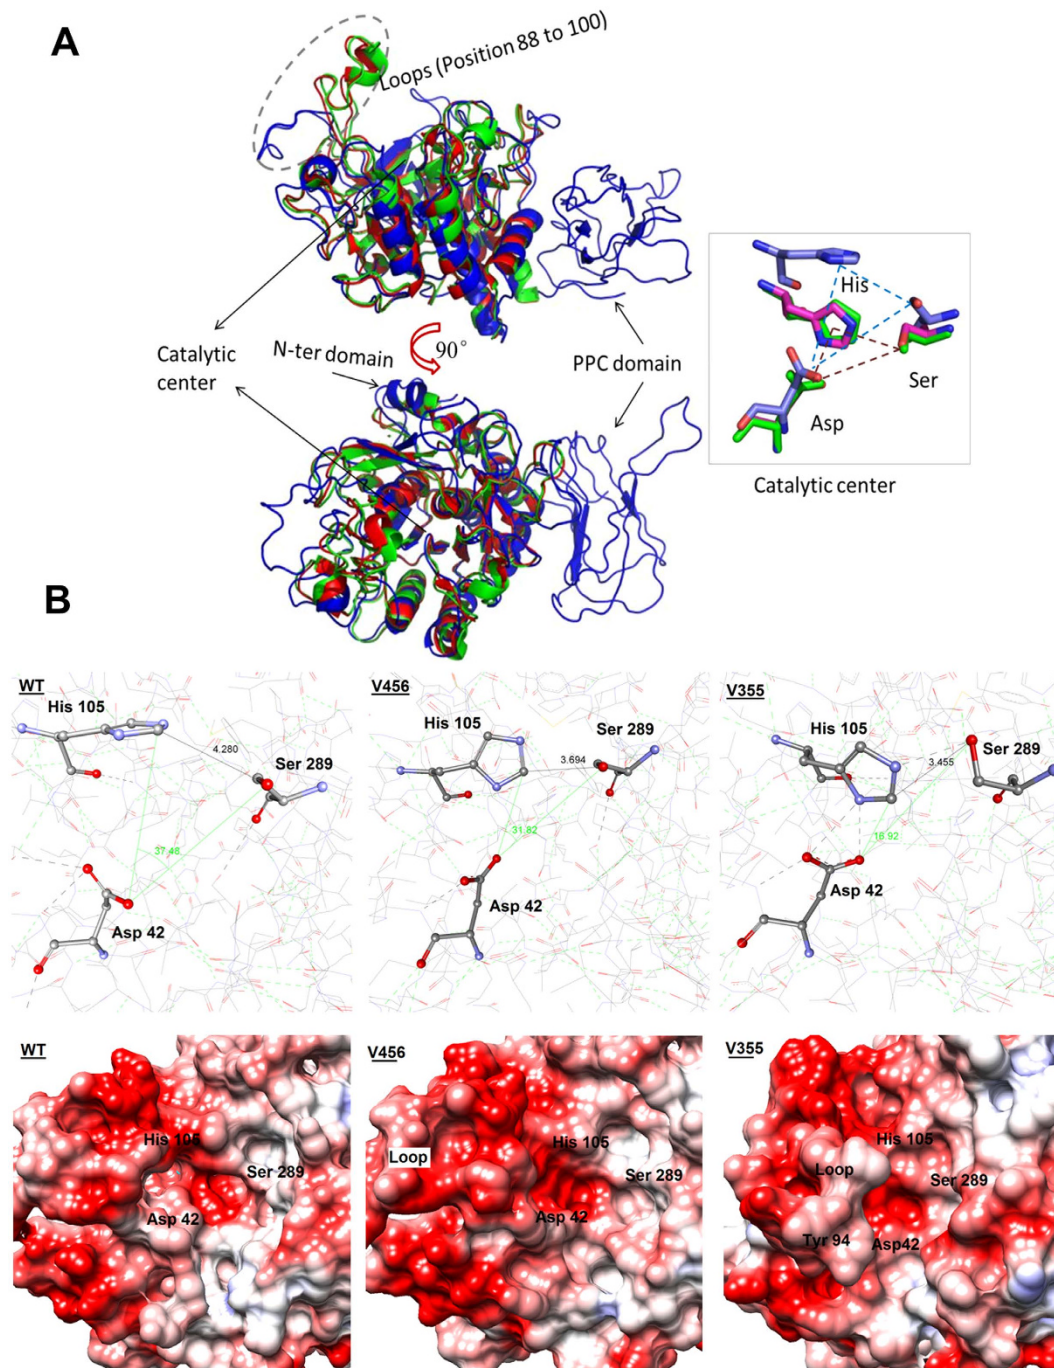 A
Loops (Position 88 to 100)
Catalytic
center
N-ter domain
90°
PPC domain
His
Ser
Asp
Catalytic center
B
WT
His 105
4.280
Ser 289
37.48
Asp 42
V456
His 105
3.694
Ser 289
31.82
Asp 42
V355
His 105
Ser 289
3.455
18.92
Asp 42
WT
His 105
Ser 289
Asp 42
V456
His 105
Loop
Ser 289
Asp 42
V355
His 105
Loop
Ser 289
Tyr 94
Asp42